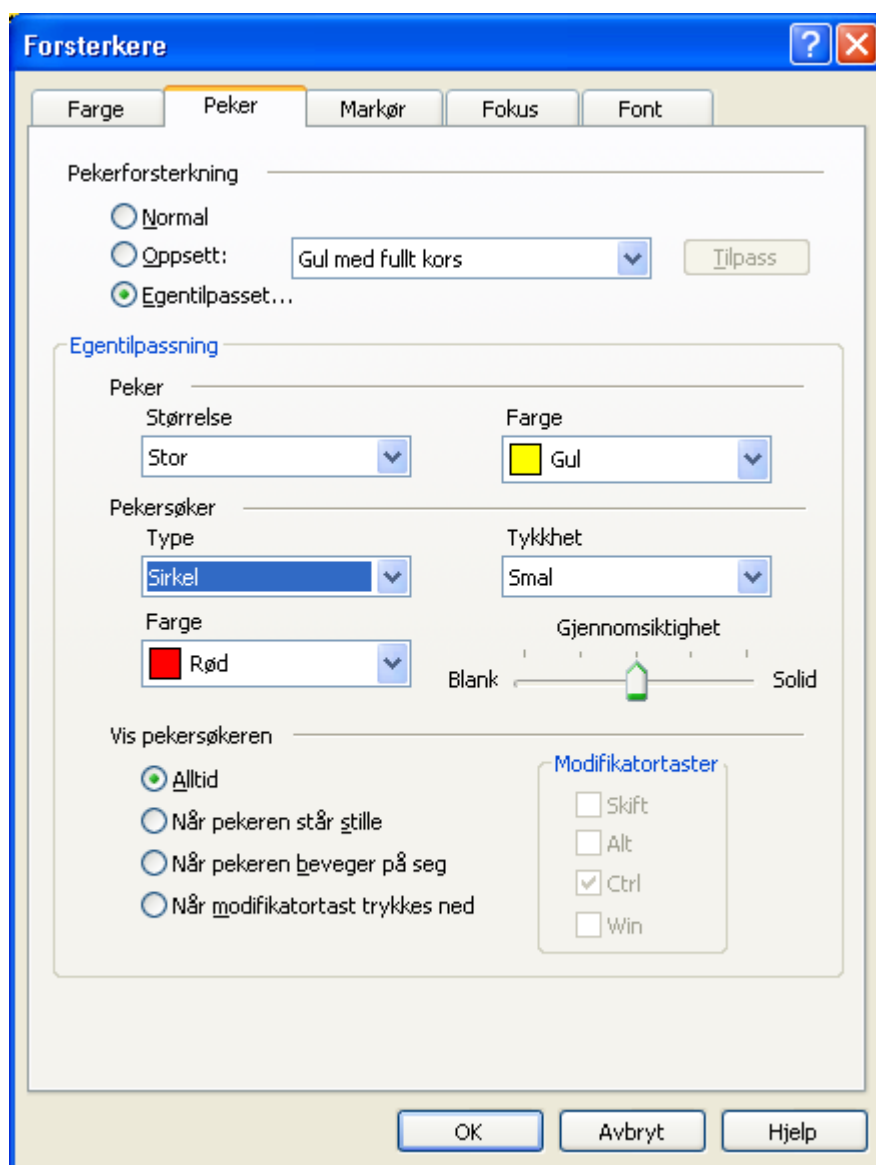 Forsterkere
Farge Peker Markør Fokus Font
Pekerforsterkning
Normal
Oppsett: Gul med fullt kors Tilpass
Egentilpasset...
Egentilpassning
Peker
Størrelse Farge
Stor Gul
Pekersøker
Type Tykkhet
Sirkel Smal
Farge Gjennomsiktighet
Rød Blank Solid
Vis pekersøkeren
Modifikatortaster
Alltid
Skift
Når pekeren står stille
Alt
Når pekeren beveger på seg
Ctrl
Når modifikatortast trykkes ned
Win
OK Avbryt Hjelp